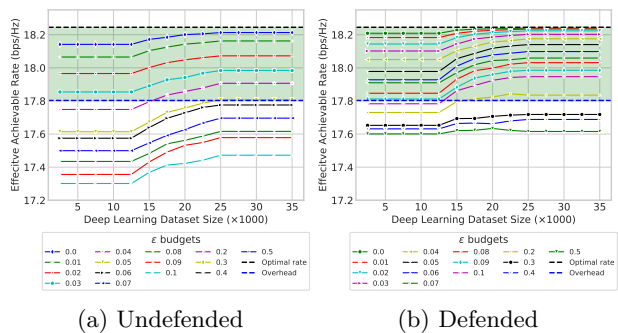 18.2
18.0
17.8
17.6
17.4
17.2
Effective Achievable Rate (bps/Hz)
5 10 15 20 25 30 35
Deep Learning Dataset Size (×1000)
ε budgets
0.0 0.04 0.08 0.2 0.5
0.01 0.05 0.09 0.3 Optimal rate
0.02 0.06 0.1 0.4 Overhead
0.03 0.07
(a) Undefended
18.2
18.0
17.8
17.6
17.4
17.2
Effective Achievable Rate (bps/Hz)
5 10 15 20 25 30 35
Deep Learning Dataset Size (×1000)
ε budgets
0.0 0.04 0.08 0.2 0.5
0.01 0.05 0.09 0.3 Optimal rate
0.02 0.06 0.1 0.4 Overhead
0.03 0.07
(b) Defended